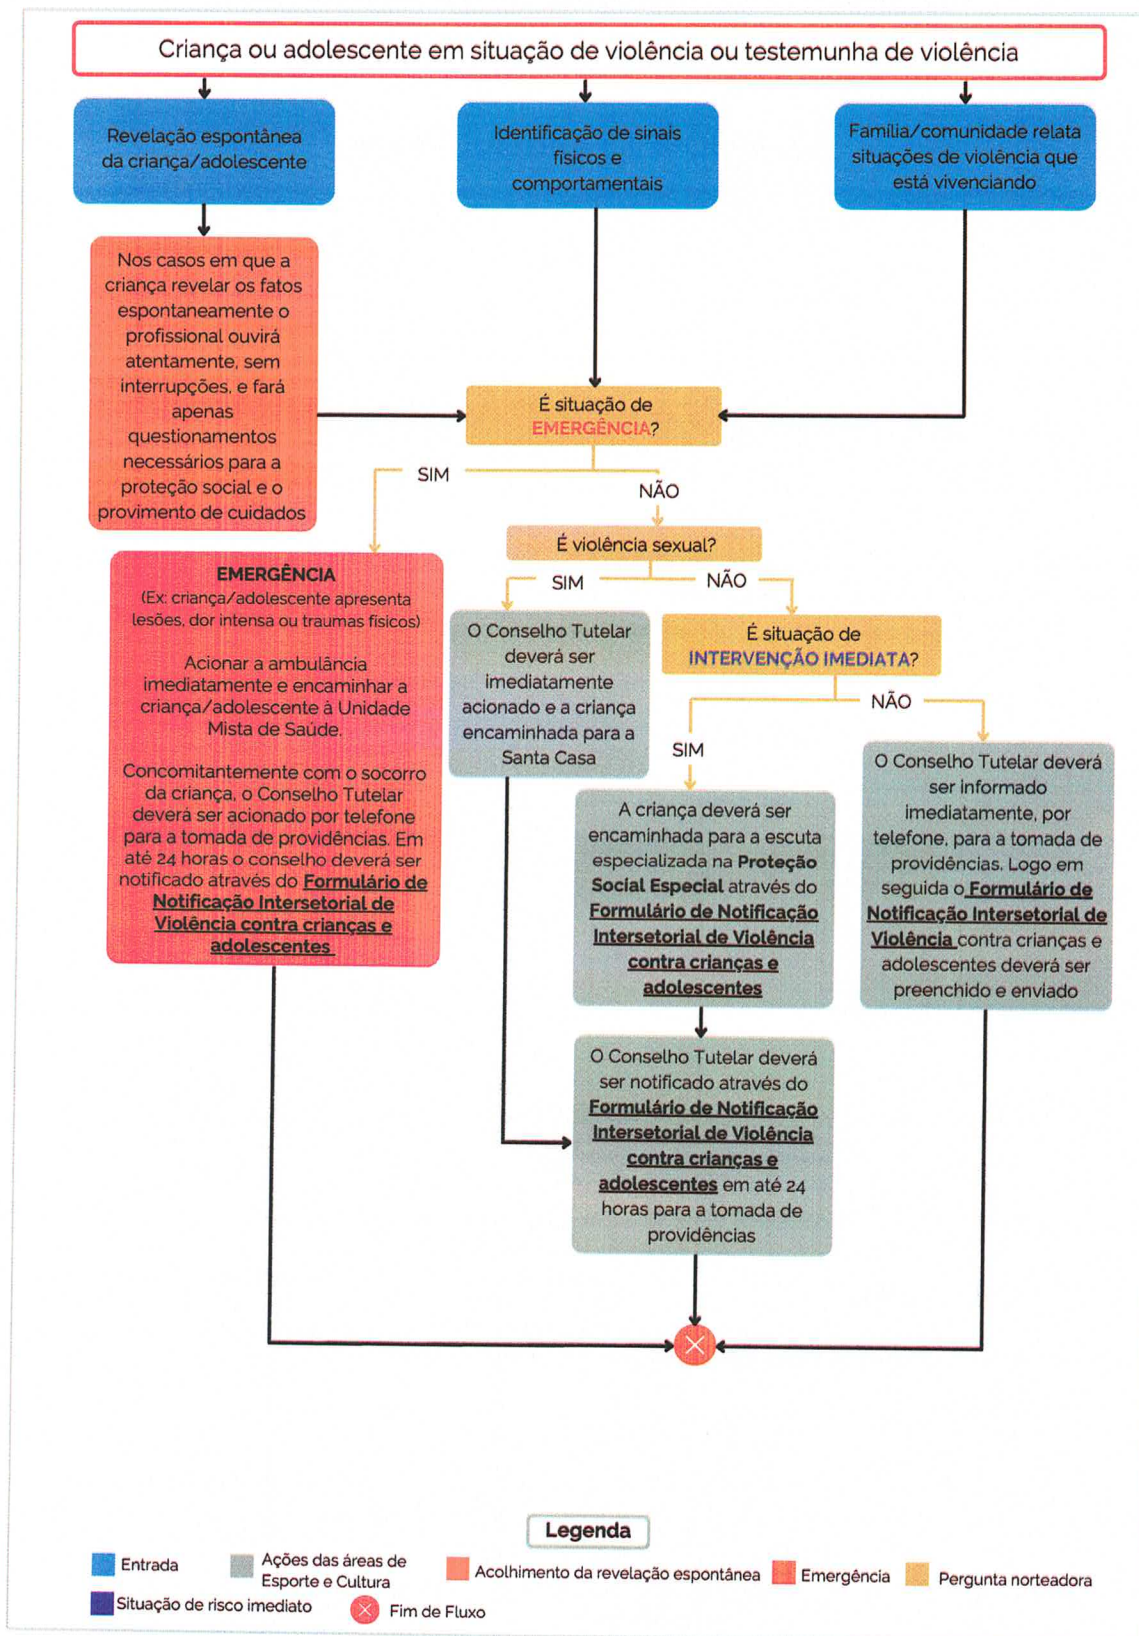 Criança ou adolescente em situação de violência ou testemunha de violência
Revelação espontânea
da criança/adolescente
Identificação de sinais
físicos e
comportamentais
Família/comunidade relata
situações de violência que
está vivenciando
Nos casos em que a
criança revelar os fatos
espontaneamente o
profissional ouvirá
atentamente, sem
interrupções, e fará
apenas
questionamentos
necessários para a
proteção social e o
provimento de cuidados
É situação de
EMERGÊNCIA?
SIM
NÃO
É violência sexual?
SIM
NÃO
EMERGÊNCIA
(Ex: criança/adolescente apresenta
lesões, dor intensa ou traumas físicos)
Acionar a ambulância
imediatamente e encaminhar a
criança/adolescente à Unidade
Mista de Saúde.
Concomitantemente com o socorro
da criança, o Conselho Tutelar
deverá ser acionado por telefone
para a tomada de providências. Em
até 24 horas o conselho deverá ser
notificado através do Formulário de
Notificação Intersetorial de
Violência contra crianças e
adolescentes
O Conselho Tutelar
deverá ser
imediatamente
acionado e a criança
encaminhada para a
Santa Casa
É situação de
INTERVENÇÃO IMEDIATA?
SIM
NÃO
A criança deverá ser
encaminhada para a escuta
especializada na Proteção
Social Especial através do
Formulário de Notificação
Intersetorial de Violência
contra crianças e
adolescentes
O Conselho Tutelar deverá
ser informado
imediatamente, por
telefone, para a tomada de
providências. Logo em
seguida o Formulário de
Notificação Intersetorial de
Violência contra crianças e
adolescentes deverá ser
preenchido e enviado
O Conselho Tutelar deverá
ser notificado através do
Formulário de Notificação
Intersetorial de Violência
contra crianças e
adolescentes em até 24
horas para a tomada de
providências
Legenda
Entrada
Ações das áreas de
Esporte e Cultura
Acolhimento da revelação espontânea
Emergência
Pergunta norteadora
Situação de risco imediato
Fim de Fluxo